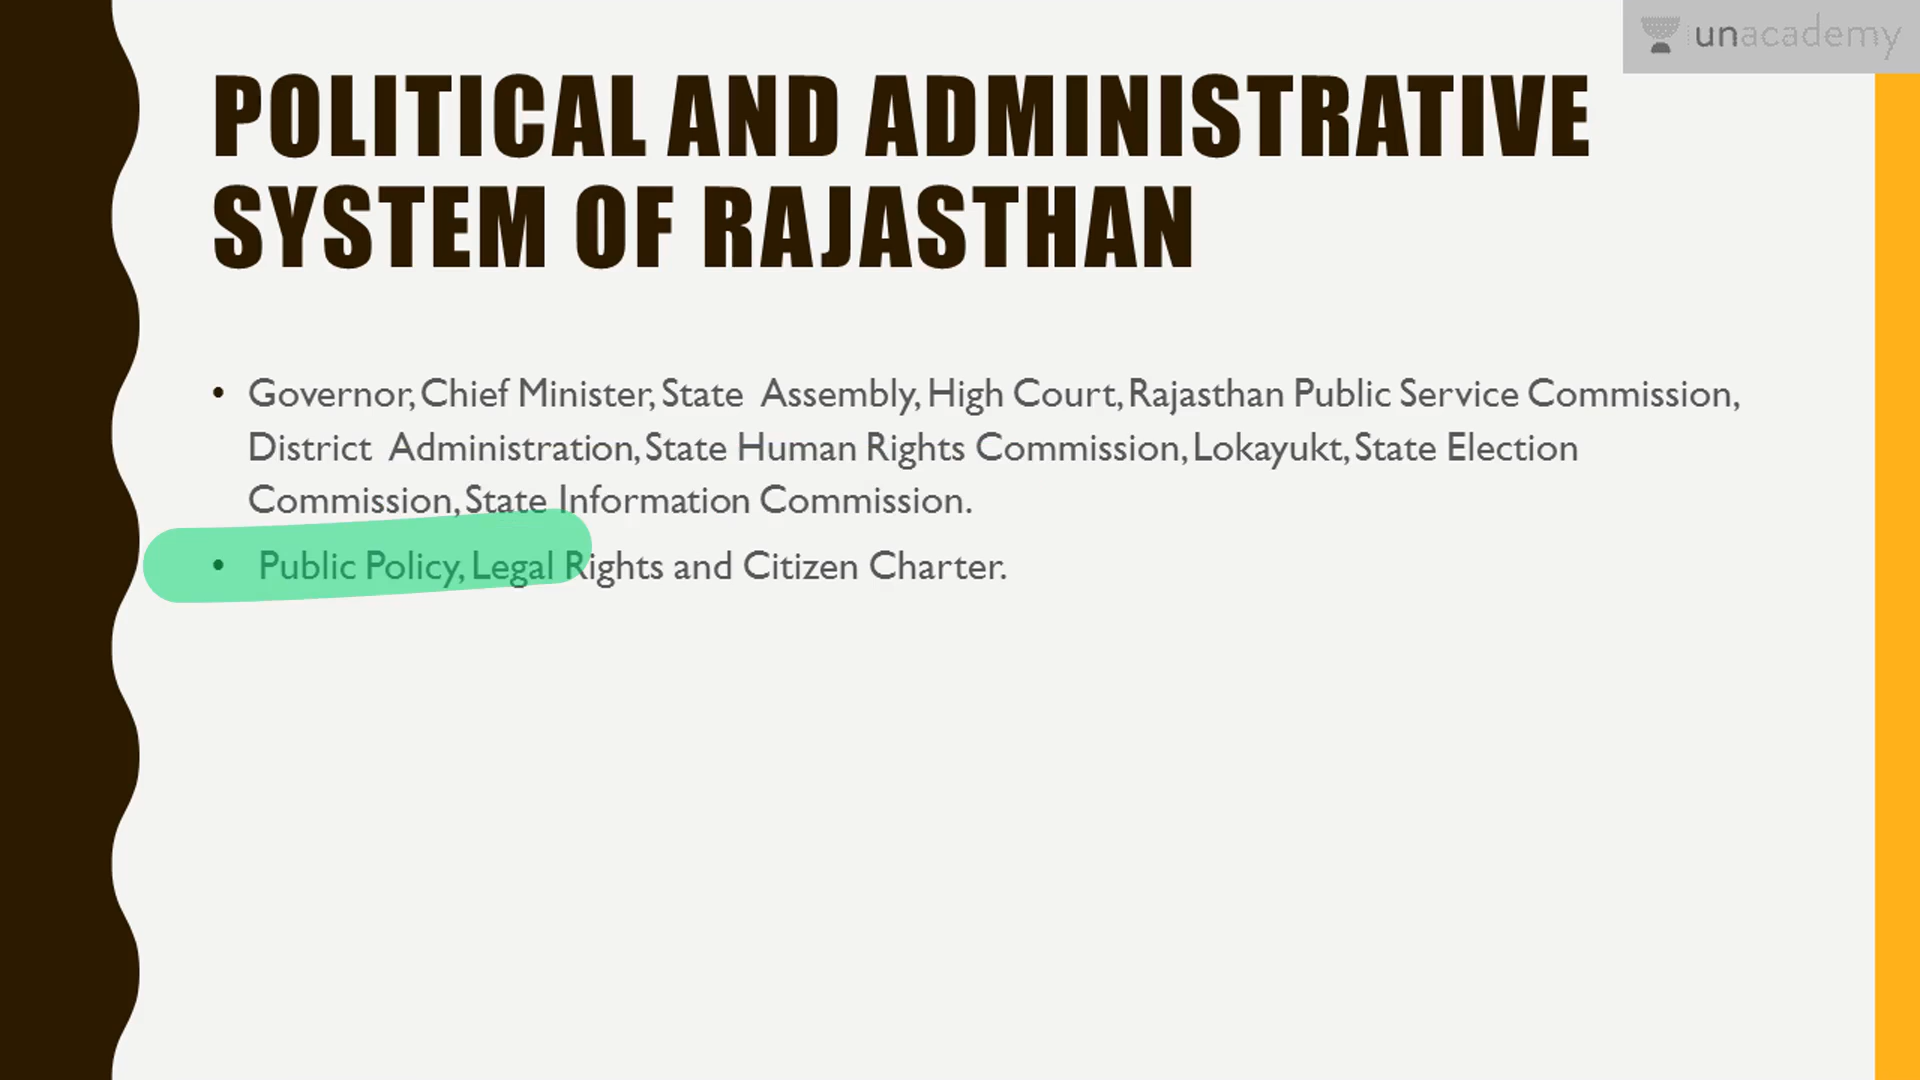 unacademy
POLITICAL AND ADMINISTRATIVE
SYSTEM OF RAJASTHAN
• Governor, Chief Minister, State Assembly, High Court, Rajasthan Public Service Commission,
District Administration, State Human Rights Commission, Lokayukt, State Election
Commission, State Information Commission.
• Public Policy, Legal Rights and Citizen Charter.